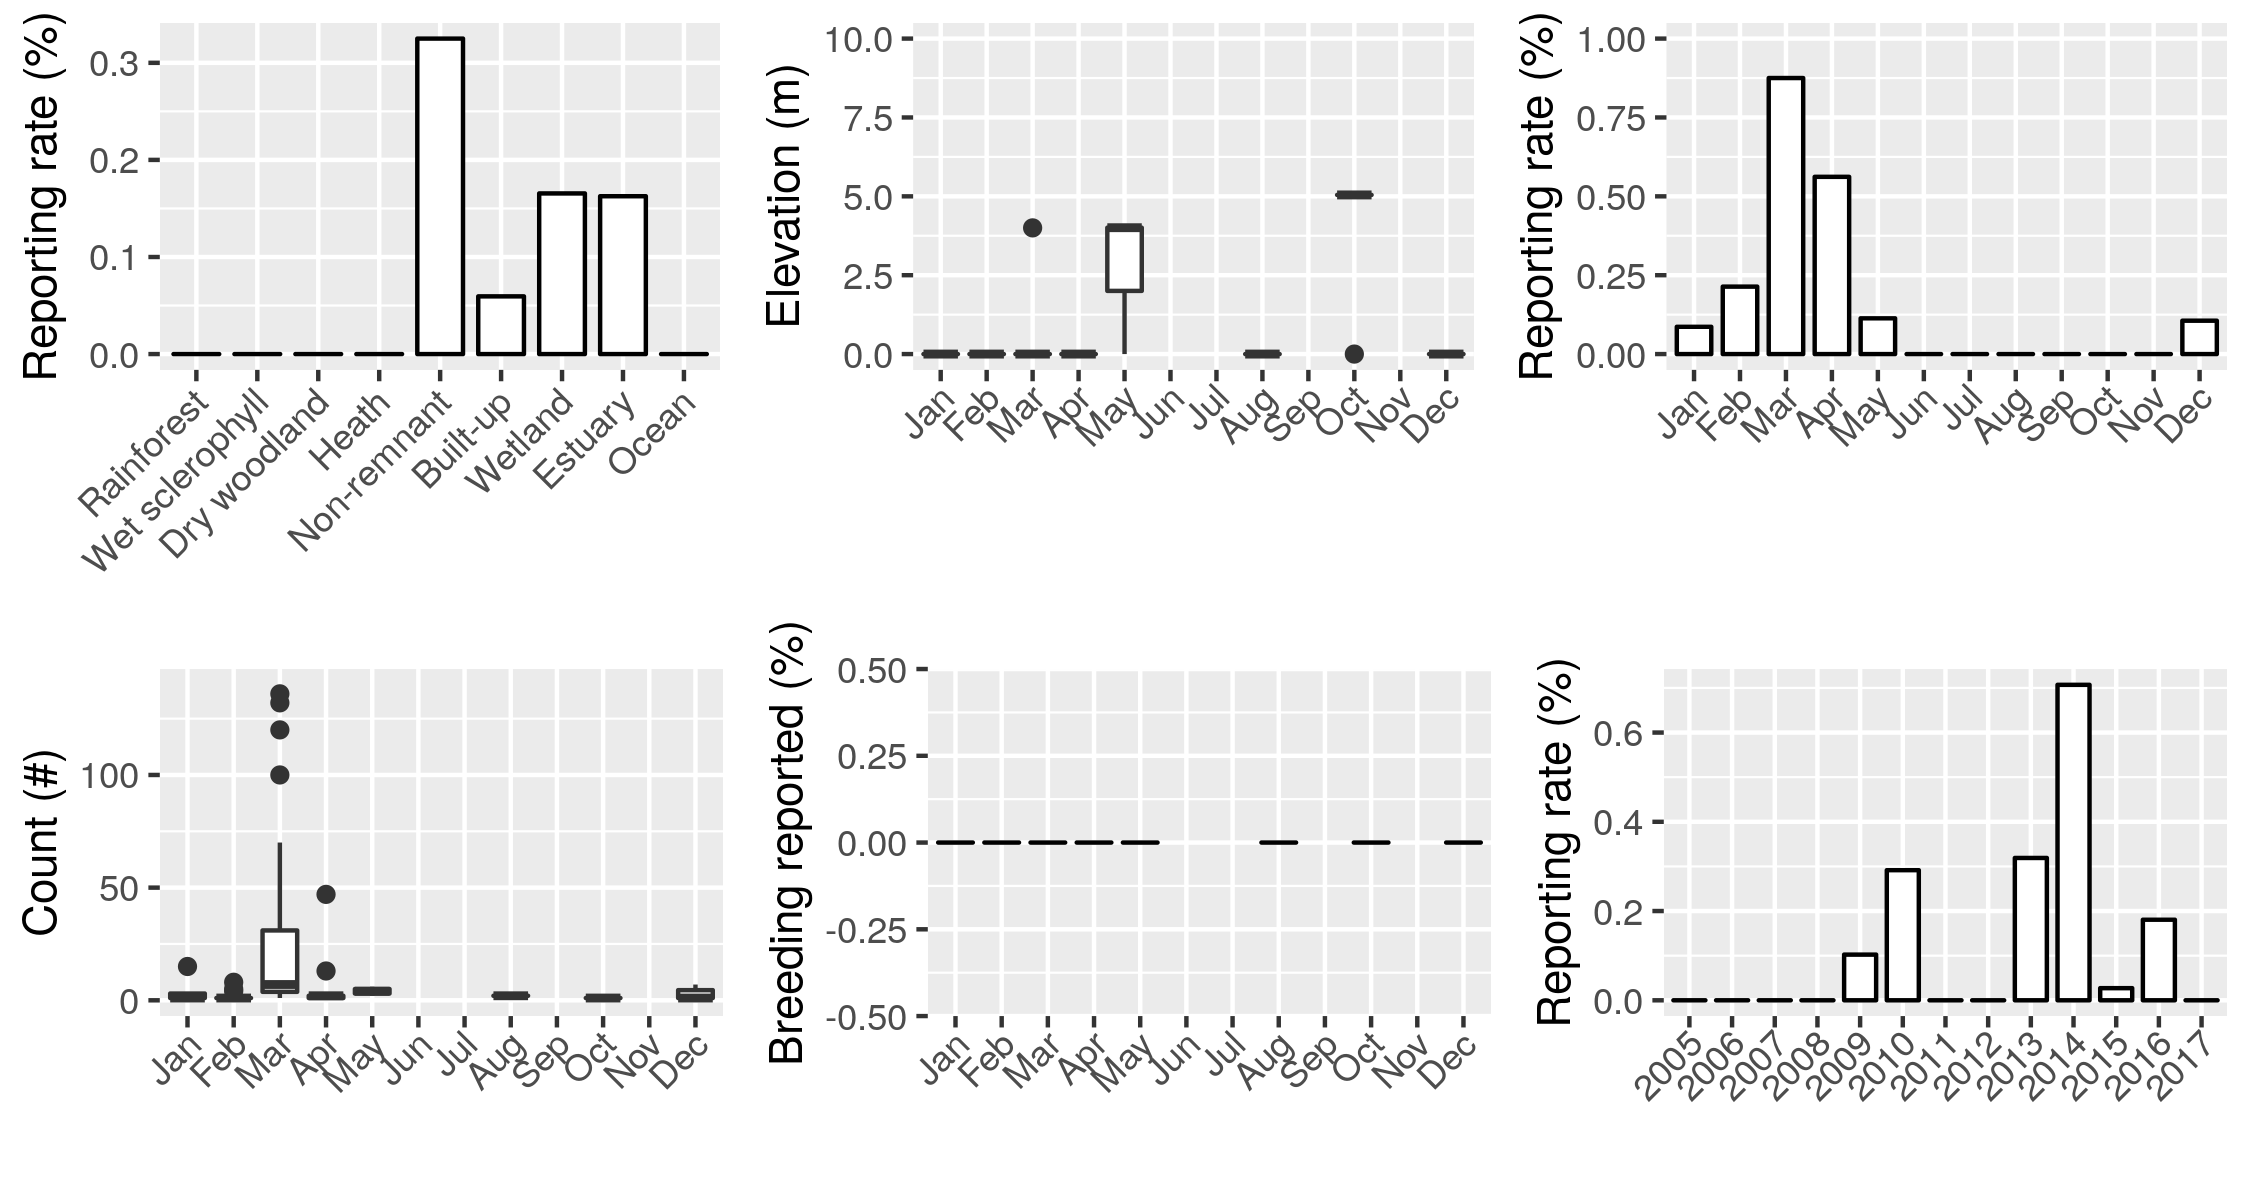 Reporting rate (%)
0.3
0.2
0.1
0.0
Rainforest
Wet sclerophyll
Dry woodland
Heath
Non-remnant
Built-up
Wetland
Estuary
Ocean
Elevation (m)
10.0
7.5
5.0
2.5
0.0
Jan
Feb
Mar
Apr
May
Jun
Jul
Aug
Sep
Oct
Nov
Dec
Reporting rate (%)
1.00
0.75
0.50
0.25
0.00
Jan
Feb
Mar
Apr
May
Jun
Jul
Aug
Sep
Oct
Nov
Dec
Count (#)
100
50
0
Jan
Feb
Mar
Apr
May
Jun
Jul
Aug
Sep
Oct
Nov
Dec
Breeding reported (%)
0.50
0.25
0.00
-0.25
-0.50
Jan
Feb
Mar
Apr
May
Jun
Jul
Aug
Sep
Oct
Nov
Dec
Reporting rate (%)
0.6
0.4
0.2
0.0
2005
2006
2007
2008
2009
2010
2011
2012
2013
2014
2015
2016
2017